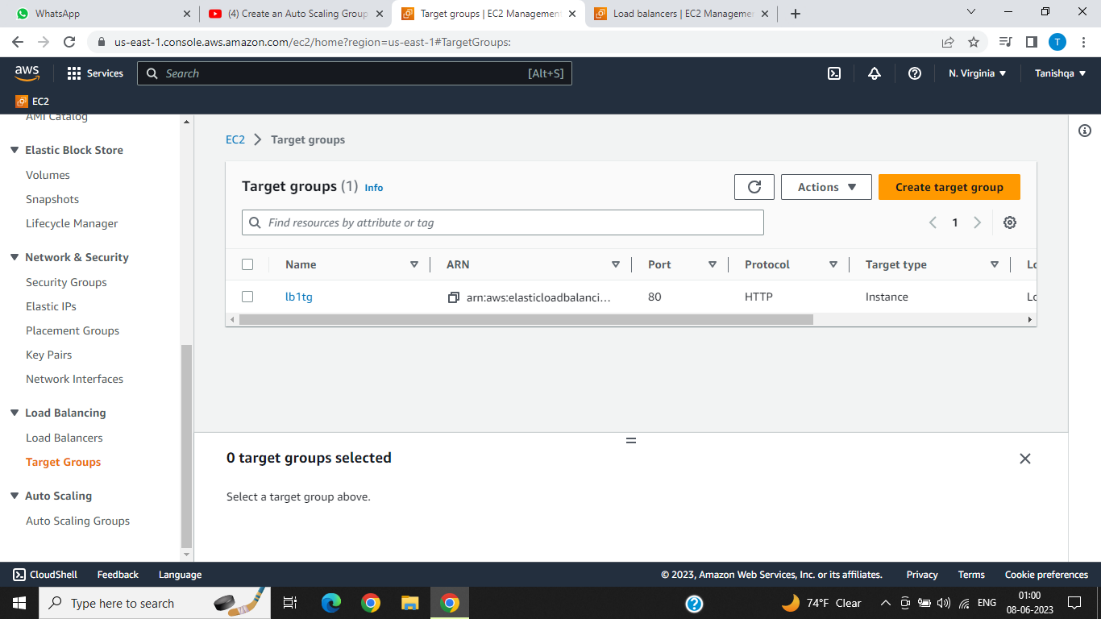 WhatsApp
(4) Create an Auto Scaling Group
Target groups | EC2 Management
Load balancers | EC2 Manageme
us-east-1.console.aws.amazon.com/ec2/home?region=us-east-1#TargetGroups:
T
aws
Services
Search
[Alt+S]
N. Virginia
Tanishqa
EC2
AMI Catalog
Elastic Block Store
Volumes
Snapshots
Lifecycle Manager
Network & Security
Security Groups
Elastic IPs
Placement Groups
Key Pairs
Network Interfaces
Load Balancing
Load Balancers
Target Groups
Auto Scaling
Auto Scaling Groups
EC2 > Target groups
Target groups (1) Info
Actions
Create target group
Find resources by attribute or tag
1
Name ARN Port Protocol Target type Lo
lb1tg arn:aws:elasticloadbalanci... 80 HTTP Instance Lo
0 target groups selected
Select a target group above.
CloudShell Feedback Language
© 2023, Amazon Web Services, Inc. or its affiliates. Privacy Terms Cookie preferences
Type here to search
74°F Clear
ENG
01:00
08-06-2023